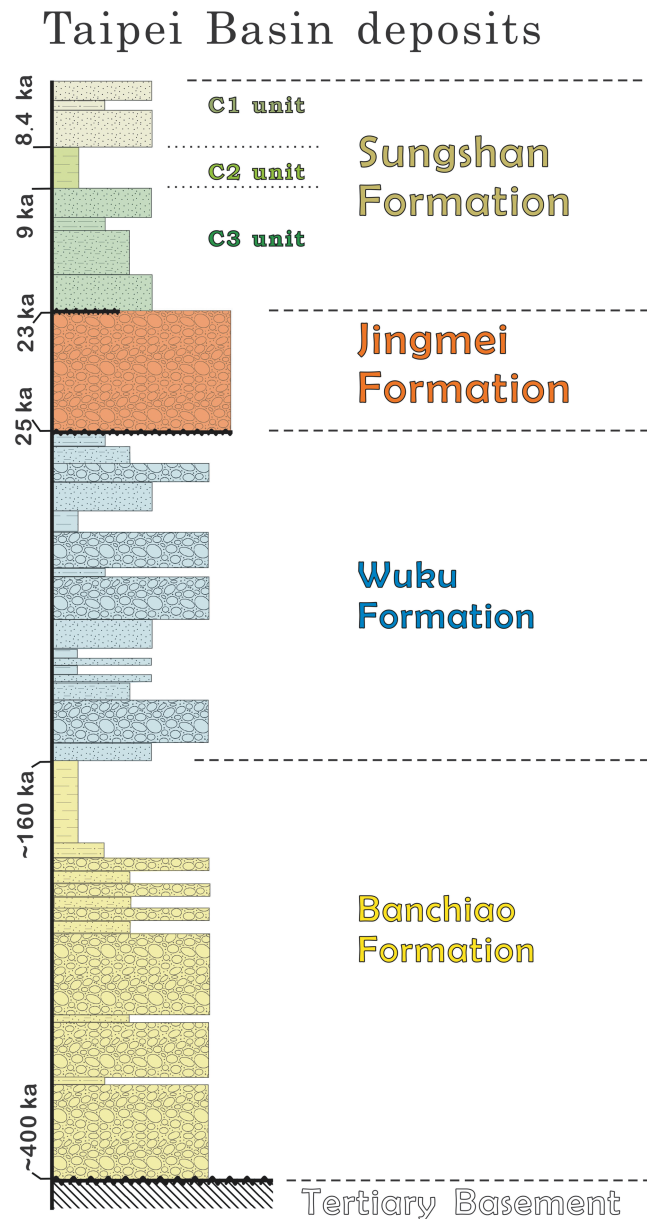 Taipei Basin deposits
8.4 ka
C1 unit
Sungshan
Formation
C2 unit
9 ka
C3 unit
23 ka
Jingmei
Formation
25 ka
Wuku
Formation
~160 ka
Banchiao
Formation
~400 ka
Tertiary Basement